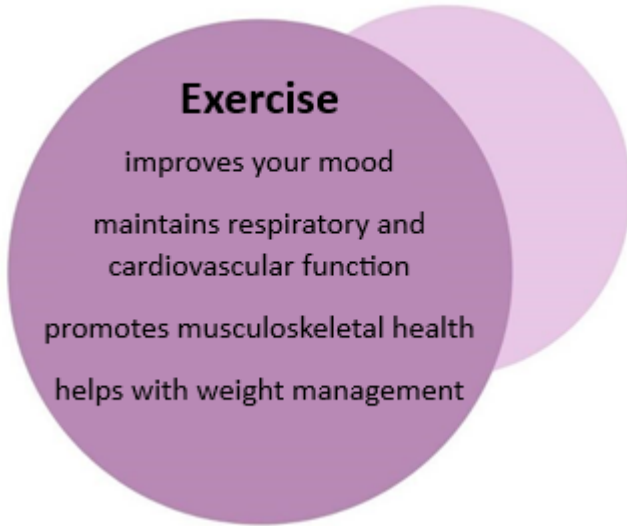 Exercise
improves your mood
maintains respiratory and
cardiovascular function
promotes musculoskeletal health
helps with weight management